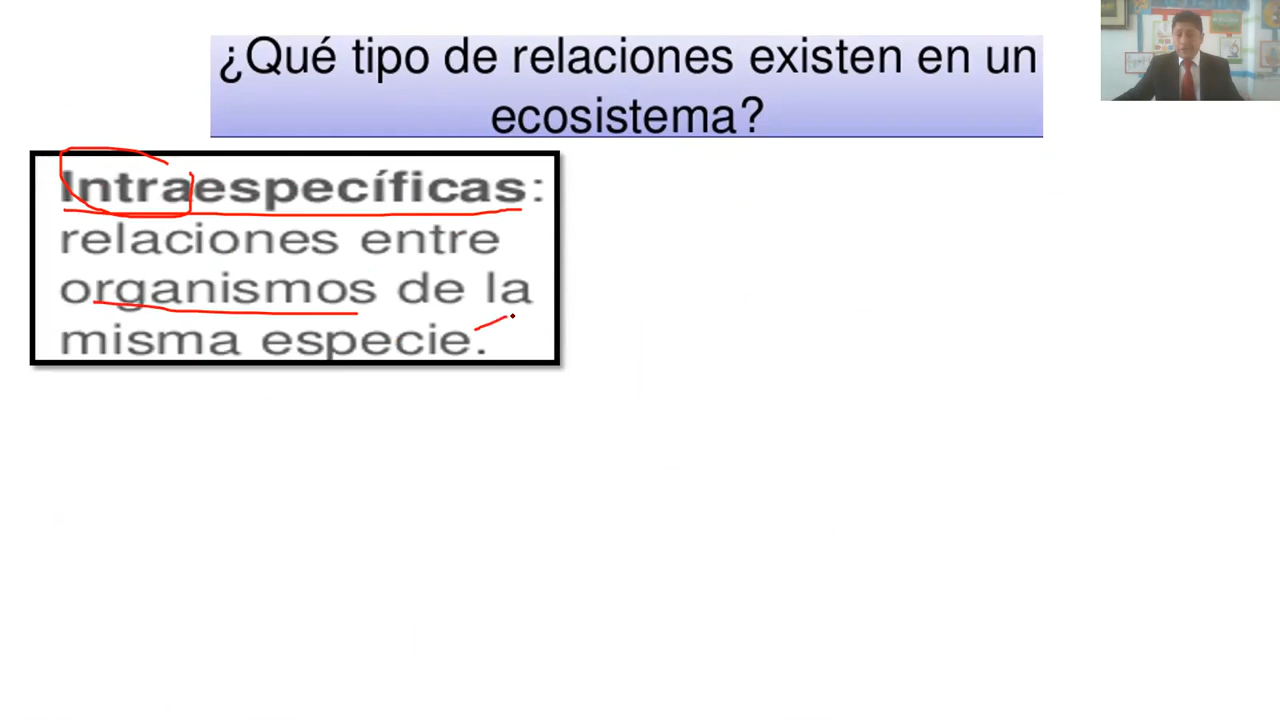 ¿Qué tipo de relaciones existen en un
ecosistema?
Intraespecíficas:
relaciones entre
organismos de la
misma especie.